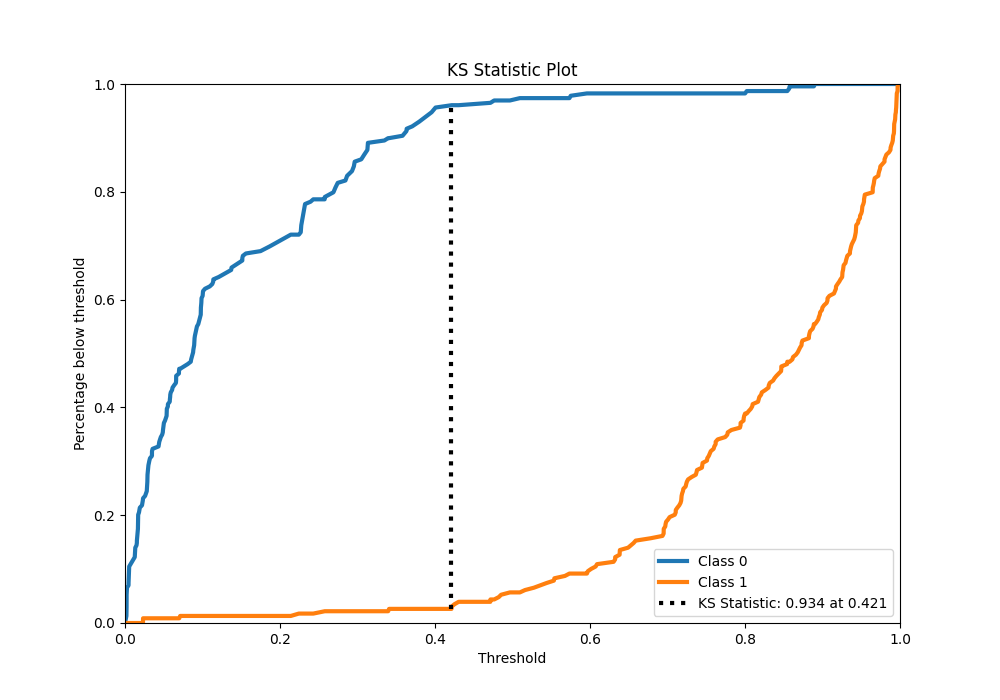 KS Statistic Plot
1.0
0.8
0.6
0.4
0.2
0.0
Percentage below threshold
0.0 0.2 0.4 0.6 0.8 1.0
Threshold
Class 0
Class 1
KS Statistic: 0.934 at 0.421